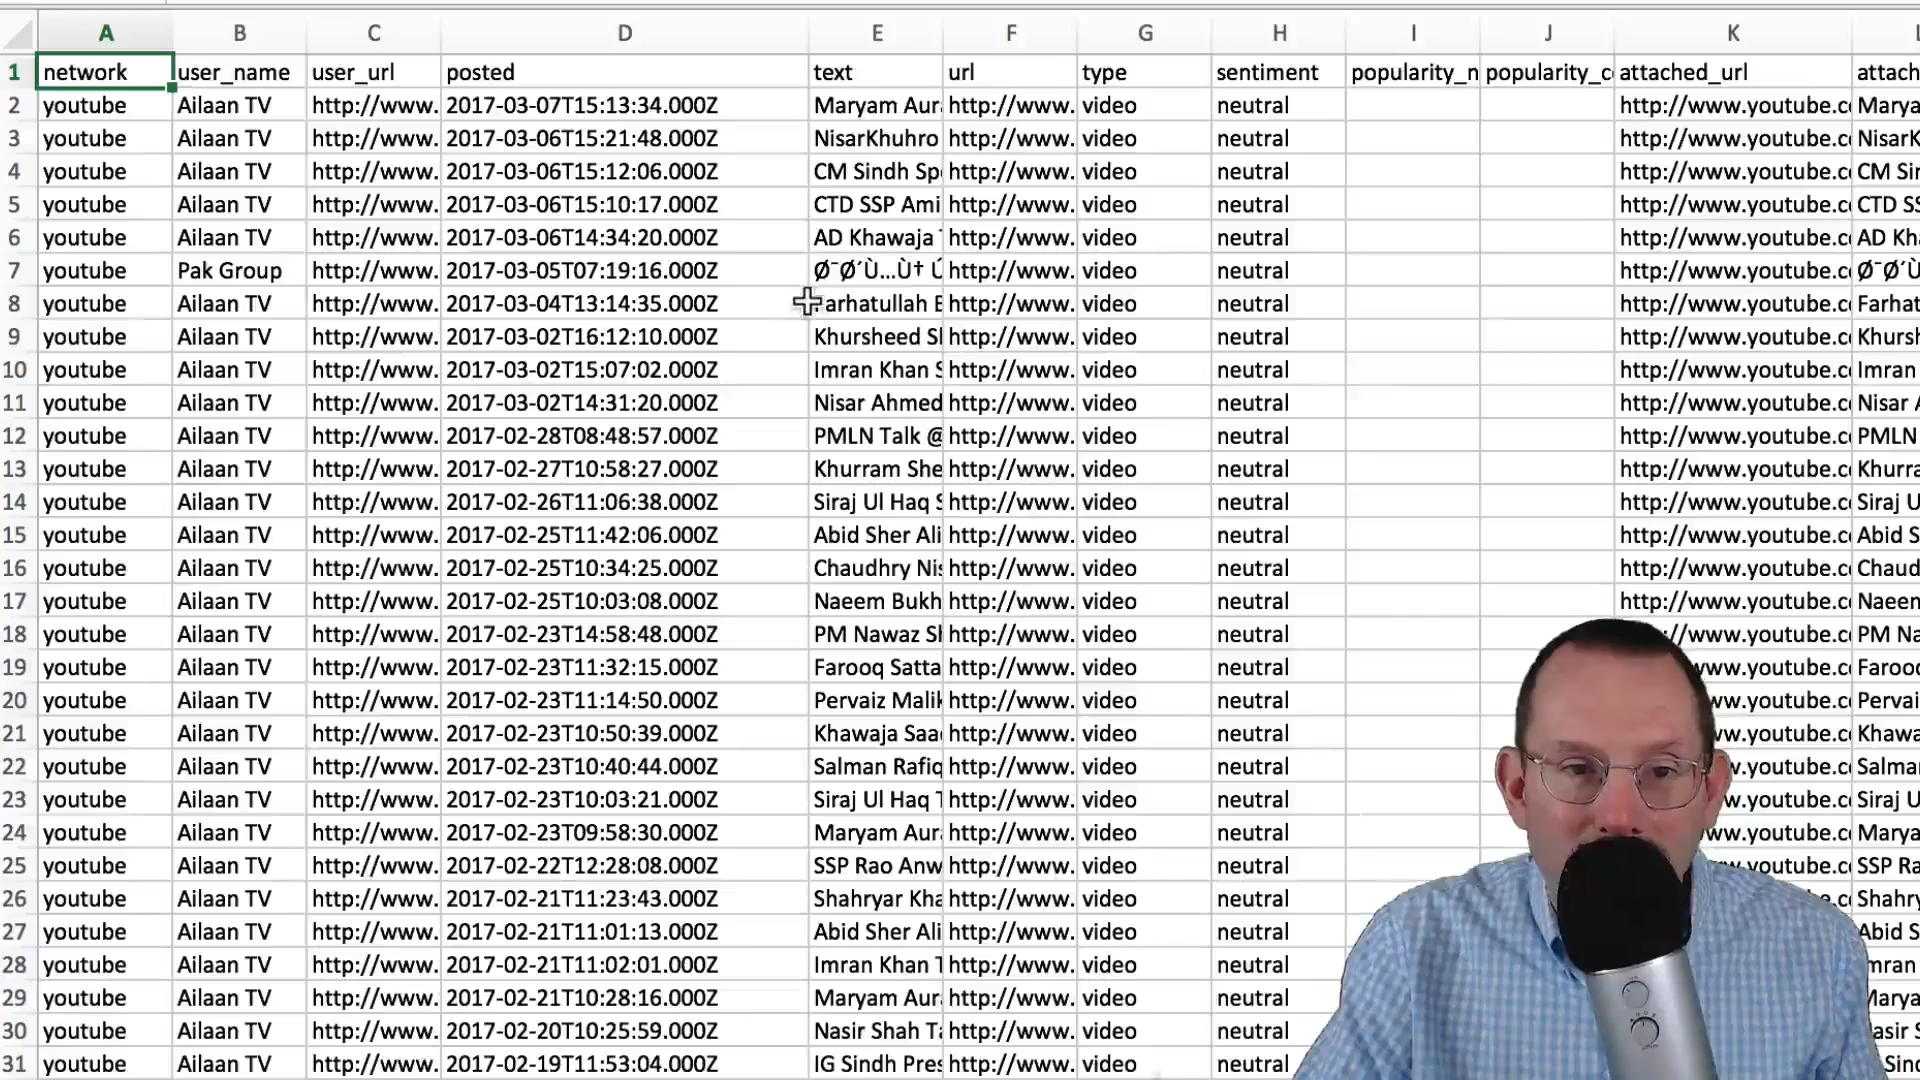 A B C D E F G H I J K
1 network user_name user_url posted text url type sentiment popularity_n popularity_c attached_url attach
2 youtube Ailaan TV http://www. 2017-03-07T15:13:34.000Z Maryam Aur http://www. video neutral http://www.youtube.c Marya
3 youtube Ailaan TV http://www. 2017-03-06T15:21:48.000Z NisarKhuhro http://www. video neutral http://www.youtube.c NisarK
4 youtube Ailaan TV http://www. 2017-03-06T15:12:06.000Z CM Sindh Sp http://www. video neutral http://www.youtube.c CM Sin
5 youtube Ailaan TV http://www. 2017-03-06T15:10:17.000Z CTD SSP Ami http://www. video neutral http://www.youtube.c CTD SS
6 youtube Ailaan TV http://www. 2017-03-06T14:34:20.000Z AD Khawaja http://www. video neutral http://www.youtube.c AD Kha
7 youtube Pak Group http://www. 2017-03-05T07:19:16.000Z Ø¯Ø´Ù…Ù† Ú http://www. video neutral http://www.youtube.c Ø¯Ø´Ù
8 youtube Ailaan TV http://www. 2017-03-04T13:14:35.000Z arhatullah B http://www. video neutral http://www.youtube.c Farhat
9 youtube Ailaan TV http://www. 2017-03-02T16:12:10.000Z Khursheed S http://www. video neutral http://www.youtube.c Khursh
10 youtube Ailaan TV http://www. 2017-03-02T15:07:02.000Z Imran Khan S http://www. video neutral http://www.youtube.c Imran
11 youtube Ailaan TV http://www. 2017-03-02T14:31:20.000Z Nisar Ahmed http://www. video neutral http://www.youtube.c Nisar A
12 youtube Ailaan TV http://www. 2017-02-28T08:48:57.000Z PMLN Talk @ http://www. video neutral http://www.youtube.c PMLN
13 youtube Ailaan TV http://www. 2017-02-27T10:58:27.000Z Khurram She http://www. video neutral http://www.youtube.c Khurra
14 youtube Ailaan TV http://www. 2017-02-26T11:06:38.000Z Siraj Ul Haq S http://www. video neutral http://www.youtube.c Siraj U
15 youtube Ailaan TV http://www. 2017-02-25T11:42:06.000Z Abid Sher Ali http://www. video neutral http://www.youtube.c Abid S
16 youtube Ailaan TV http://www. 2017-02-25T10:34:25.000Z Chaudhry Nis http://www. video neutral http://www.youtube.c Chaud
17 youtube Ailaan TV http://www. 2017-02-25T10:03:08.000Z Naeem Bukh http://www. video neutral http://www.youtube.c Naeem
18 youtube Ailaan TV http://www. 2017-02-23T14:58:48.000Z PM Nawaz Sh http://www. video neutral //www.youtube.c PM Na
19 youtube Ailaan TV http://www. 2017-02-23T11:32:15.000Z Farooq Satta http://www. video neutral www.youtube.c Farooq
20 youtube Ailaan TV http://www. 2017-02-23T11:14:50.000Z Pervaiz Malik http://www. video neutral ww.youtube.c Pervai
21 youtube Ailaan TV http://www. 2017-02-23T10:50:39.000Z Khawaja Saa http://www. video neutral w.youtube.c Khawa
22 youtube Ailaan TV http://www. 2017-02-23T10:40:44.000Z Salman Rafiq http://www. video neutral w.youtube.c Salman
23 youtube Ailaan TV http://www. 2017-02-23T10:03:21.000Z Siraj Ul Haq T http://www. video neutral w.youtube.c Siraj U
24 youtube Ailaan TV http://www. 2017-02-23T09:58:30.000Z Maryam Aur http://www. video neutral w.youtube.c Marya
25 youtube Ailaan TV http://www. 2017-02-22T12:28:08.000Z SSP Rao Anw http://www. video neutral w.youtube.c SSP Ra
26 youtube Ailaan TV http://www. 2017-02-21T11:23:43.000Z Shahryar Kha http://www. video neutral youtube.c Shahry
27 youtube Ailaan TV http://www. 2017-02-21T11:01:13.000Z Abid Sher Ali http://www. video neutral Abid S
28 youtube Ailaan TV http://www. 2017-02-21T11:02:01.000Z Imran Khan T http://www. video neutral mran
29 youtube Ailaan TV http://www. 2017-02-21T10:28:16.000Z Maryam Aur http://www. video neutral Marya
30 youtube Ailaan TV http://www. 2017-02-20T10:25:59.000Z Nasir Shah Ta http://www. video neutral asir S
31 youtube Ailaan TV http://www. 2017-02-19T11:53:04.000Z IG Sindh Pres http://www. video neutral Sind